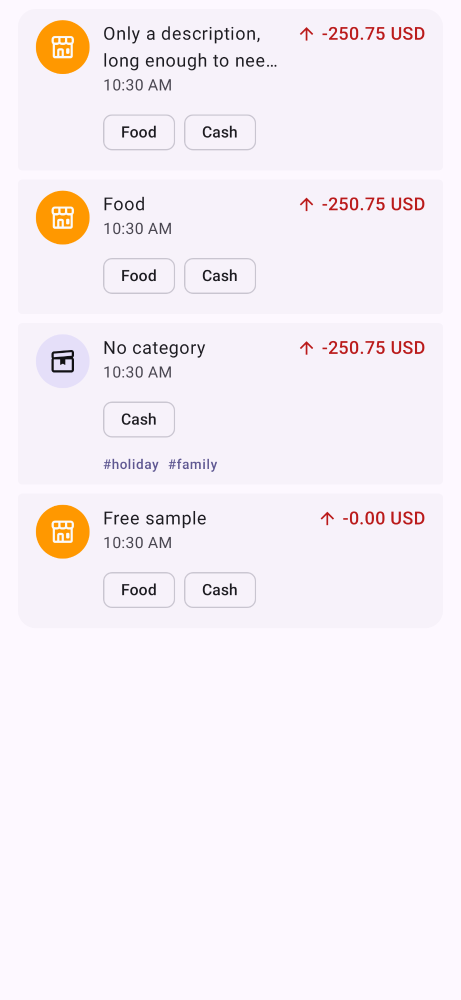 Only a description, ↑ -250.75 USD
long enough to nee…
10:30 AM
Food Cash
Food ↑ -250.75 USD
10:30 AM
Food Cash
No category ↑ -250.75 USD
10:30 AM
Cash
#holiday #family
Free sample ↑ -0.00 USD
10:30 AM
Food Cash